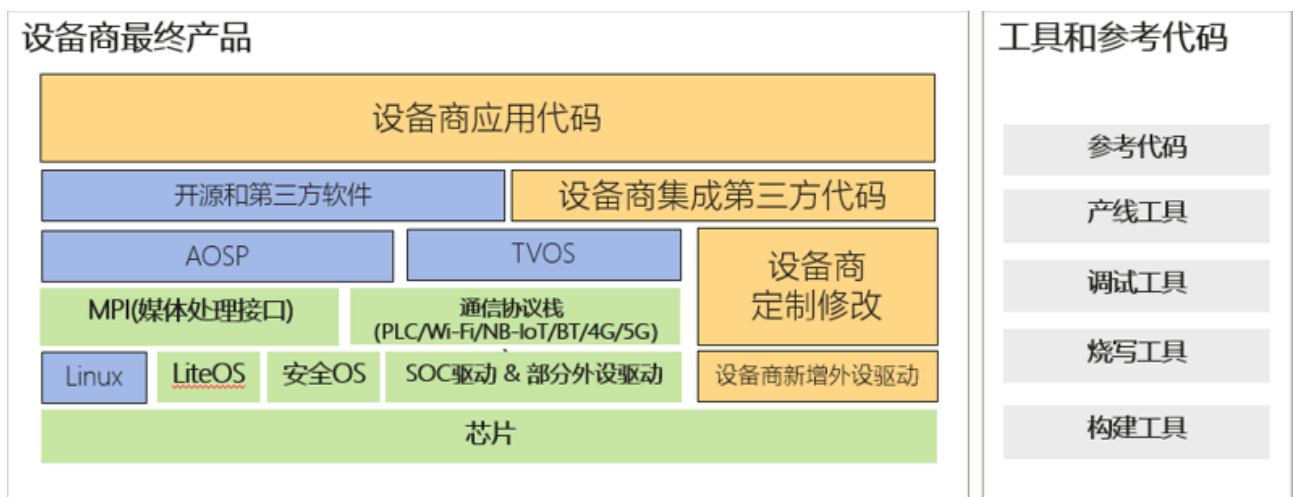 设备商最终产品
设备商应用代码
开源和第三方软件
设备商集成第三方代码
AOSP
TVOS
设备商
定制修改
MPI(媒体处理接口)
通信协议栈
(PLC/Wi-Fi/NB-IoT/BT/4G/5G)
、
Linux
LiteOS
安全OS
SOC驱动 & 部分外设驱动
设备商新增外设驱动
芯片
工具和参考代码
参考代码
产线工具
调试工具
烧写工具
构建工具